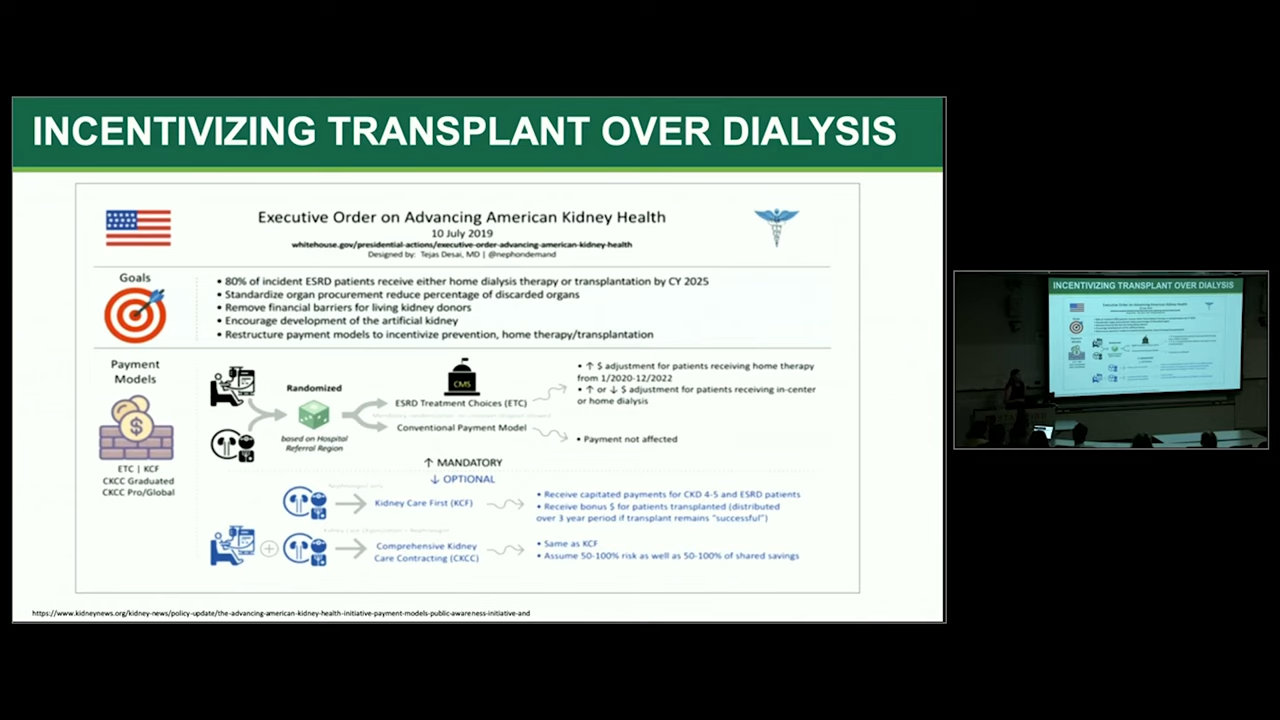 INCENTIVIZING TRANSPLANT OVER DIALYSIS
Executive Order on Advancing American Kidney Health
10 July 2019
whitehouse.gov/presidential-actions/executive-order-advancing-american-kidney-health
Designed by: Tejas Desai, MD | @nephondemand
Goals
• 80% of incident ESRD patients receive either home dialysis therapy or transplantation by CY 2025
• Standardize organ procurement reduce percentage of discarded organs
• Remove financial barriers for living kidney donors
• Encourage development of the artificial kidney
• Restructure payment models to incentivize prevention, home therapy/transplantation
Payment
Models
ETC | KCF
CKCC Graduated
CKCC Pro/Global
Randomized
based on Hospital
Referral Region
CMS
ESRD Treatment Choices (ETC)
Conventional Payment Model
• ↑ $ adjustment for patients receiving home therapy
from 1/2020-12/2022
• ↑ or ↓ $ adjustment for patients receiving in-center
or home dialysis
• Payment not affected
↑ MANDATORY
↓ OPTIONAL
Kidney Care First (KCF)
• Receive capitated payments for CKD 4-5 and ESRD patients
• Receive bonus $ for patients transplanted (distributed
over 3 year period if transplant remains "successful")
Comprehensive Kidney
Care Contracting (CKCC)
• Same as KCF
• Assume 50-100% risk as well as 50-100% of shared savings
https://www.kidneynews.org/kidney-news/policy-update/the-advancing-american-kidney-health-initiative-payment-models-public-awareness-initiative-and
INCENTIVIZING TRANSPLANT OVER DIALYSIS